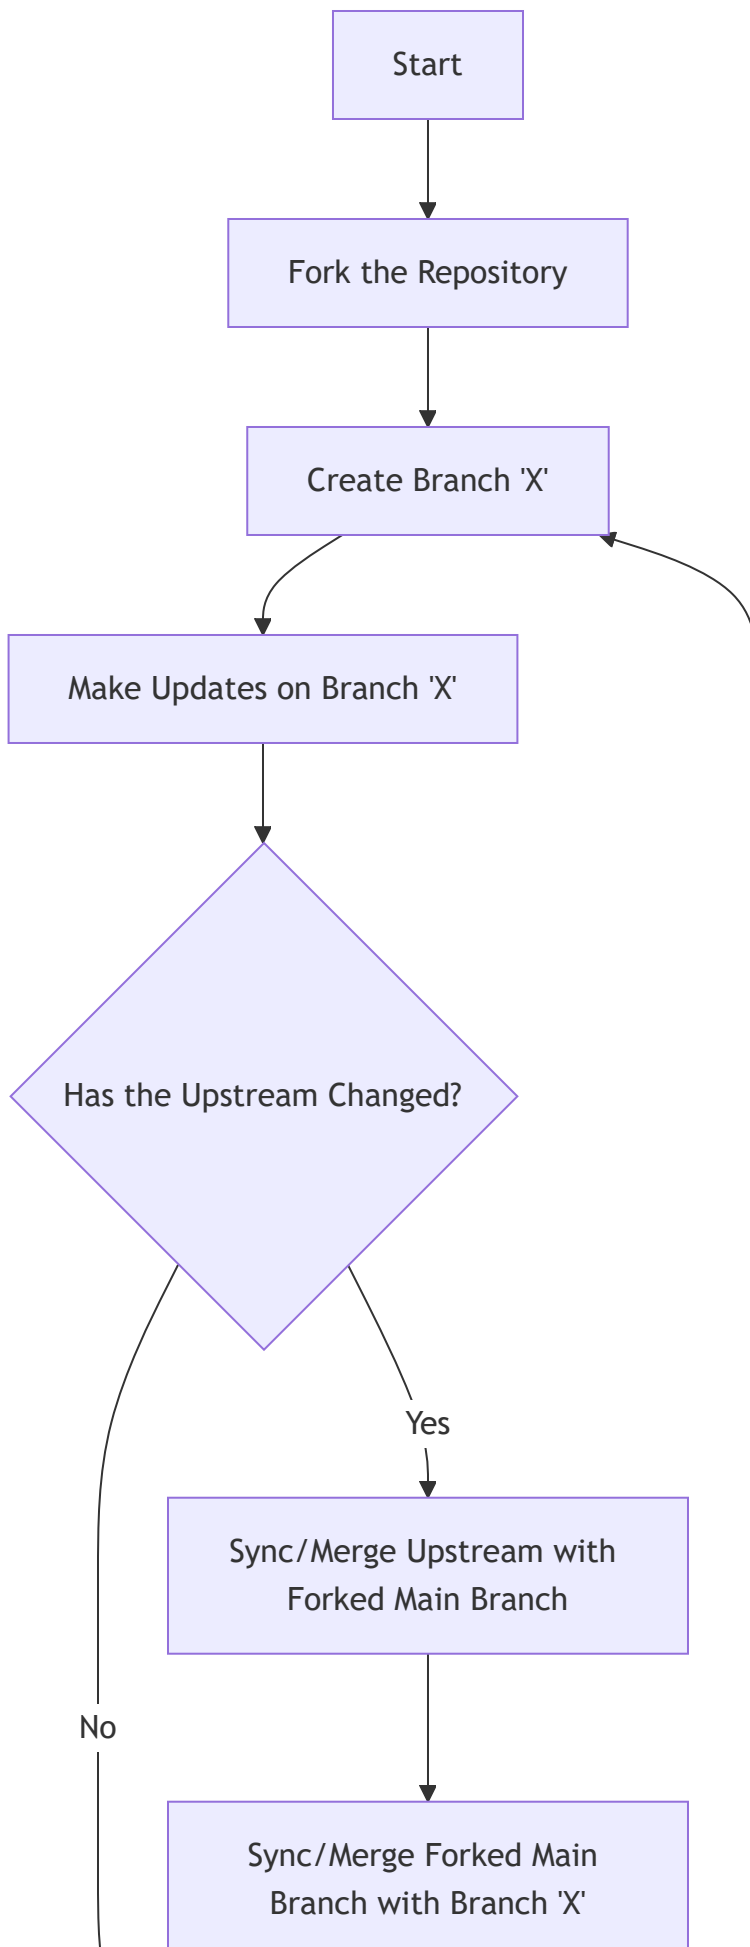 Start
Fork the Repository
Create Branch 'X'
Make Updates on Branch 'X'
Has the Upstream Changed?
Yes
Sync/Merge Upstream with
Forked Main Branch
No
Sync/Merge Forked Main
Branch with Branch 'X'